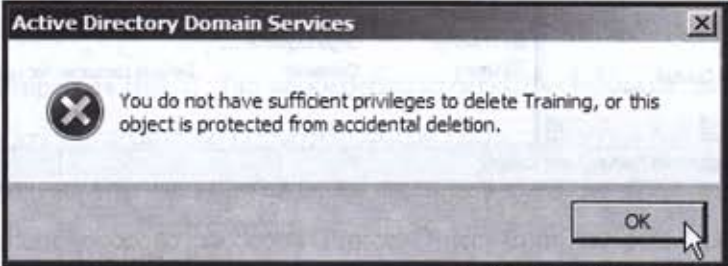 Active Directory Domain Services
You do not have sufficient privileges to delete Training, or this
object is protected from accidental deletion.
OK